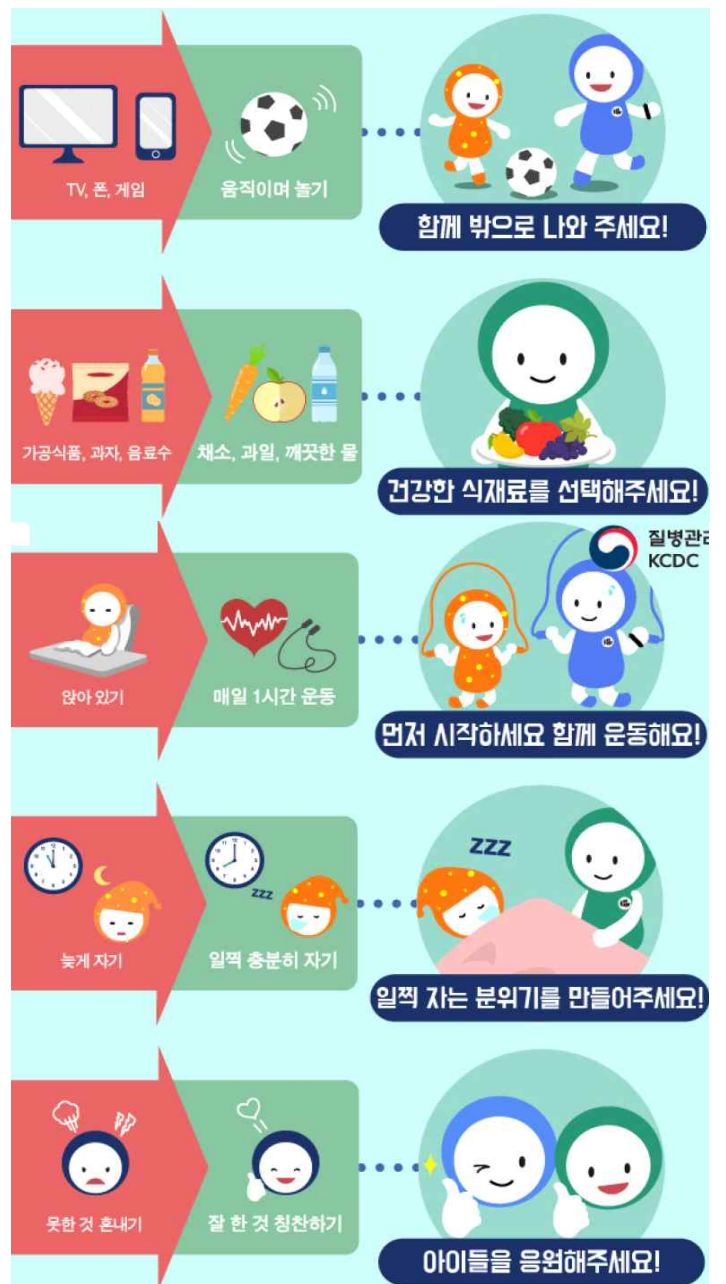 TV, 폰, 게임
움직이며 놀기
함께 밖으로 나와 주세요!
가공식품, 과자, 음료수
채소, 과일, 깨끗한 물
건강한 식재료를 선택해주세요!
질병관리
KCDC
앉아 있기
매일 1시간 운동
먼저 시작하세요 함께 운동해요!
zzz
늦게 자기
zzz
일찍 충분히 자기
일찍 자는 분위기를 만들어주세요!
못한 것 혼내기
잘 한 것 칭찬하기
아이들을 응원해주세요!